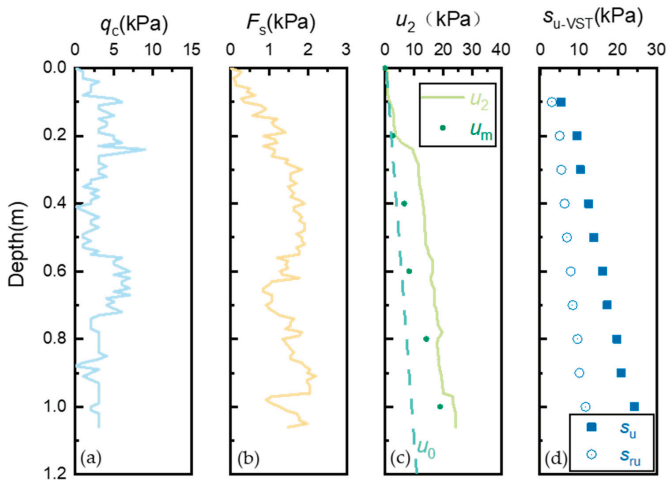 q_c(kPa) F_s(kPa) u_2 (kPa) s_u-VST(kPa)
0 5 10 15 0 1 2 3 0 10 20 30 40 0 10 20 30
0.0
0.2
0.4
0.6
0.8
1.0
1.2
Depth(m)
u_2
u_m
u_0
s_u
s_ru
(a) (b) (c) (d)